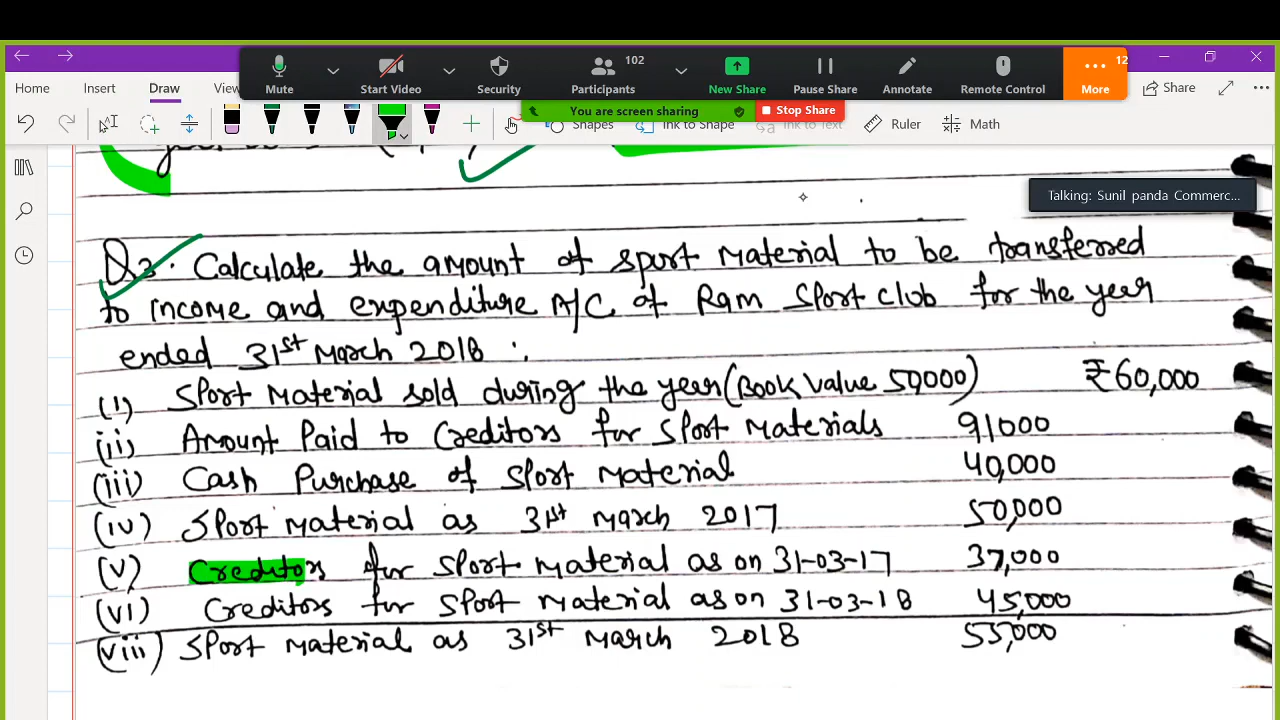 12
102
Mute
Start Video
Security
Participants
New Share
Pause Share
Annotate
Remote Control
More
Home
Insert
Draw
View
Share
You are screen sharing
Stop Share
Shapes
Ink to Shape
Ink to Text
Ruler
Math
Talking: Sunil panda Commerc...
Q3. Calculate the amount of sport material to be transferred
to income and expenditure A/C of Ram Sport club for the year
ended 31st March 2018 :
(i) Sport Material sold during the year (Book Value 50,000) ₹60,000
(ii) Amount Paid to Creditors for Sport Materials 91000
(iii) Cash Purchase of Sport Material 40,000
(iv) Sport material as 31st March 2017 50,000
(v) Creditors for Sport material as on 31-03-17 37,000
(vi) Creditors for Sport material as on 31-03-18 45,000
(vii) Sport material as 31st March 2018 55,000